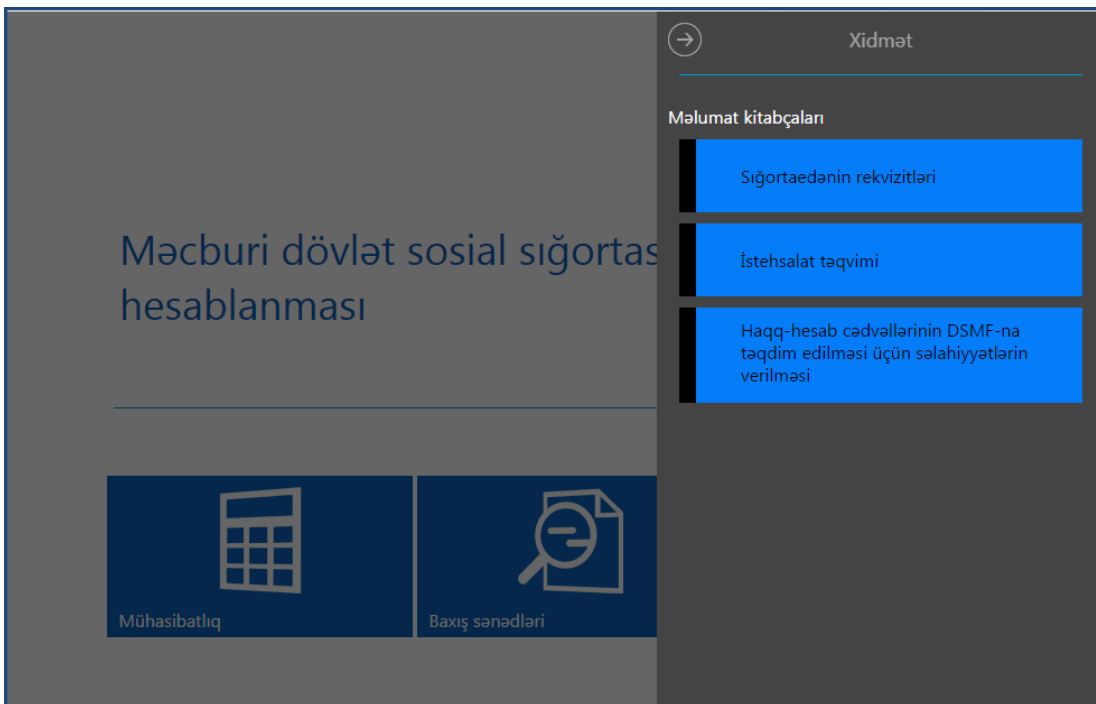 Xidmət
Məlumat kitabçaları
Sığortaedənin rekvizitləri
İstehsalat təqvimi
Haqq-hesab cədvəllərinin DSMF-na
təqdim edilməsi üçün səlahiyyətlərin
verilməsi
Məcburi dövlət sosial sığortas
hesablanması
Mühasibatlıq
Baxış sənədləri